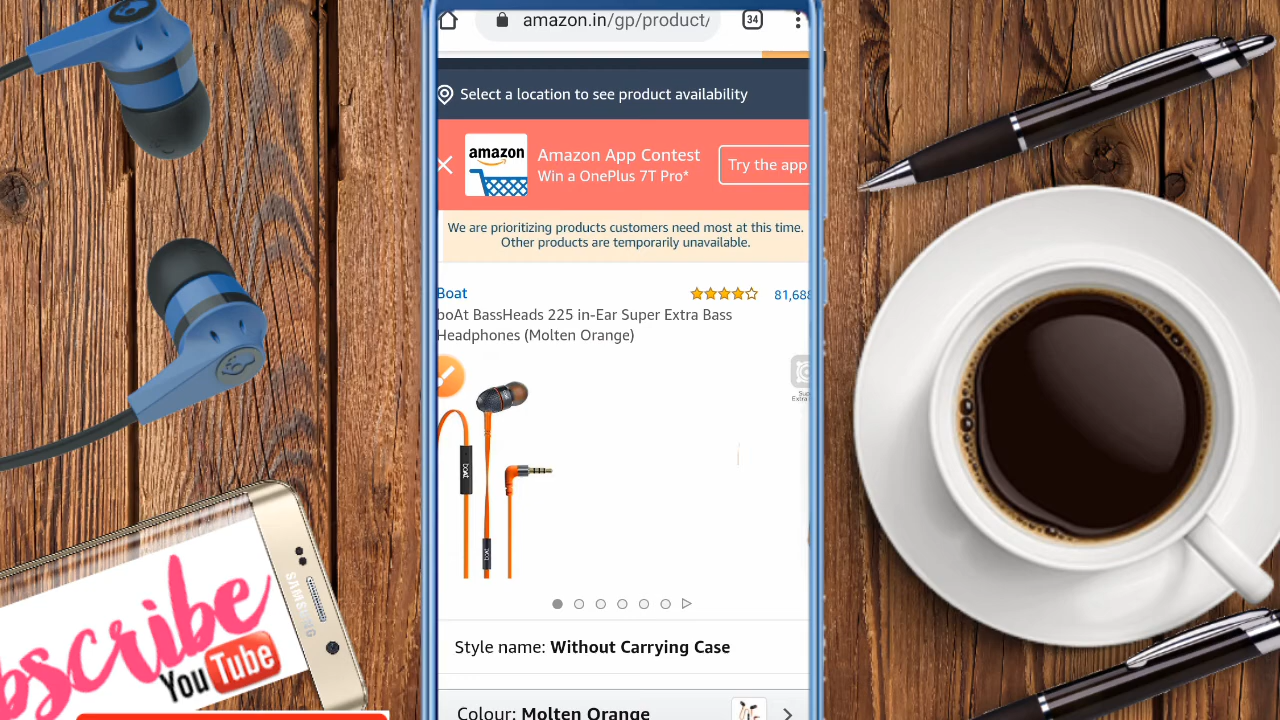 amazon.in/gp/product/
34
Select a location to see product availability
amazon
Amazon App Contest
Win a OnePlus 7T Pro*
Try the app
We are prioritizing products customers need most at this time.
Other products are temporarily unavailable.
Boat
81,688
boAt BassHeads 225 in-Ear Super Extra Bass
Headphones (Molten Orange)
boAt
boAt
Style name: Without Carrying Case
Colour: Molten Orange
SAMSUNG
bscribe
YouTube